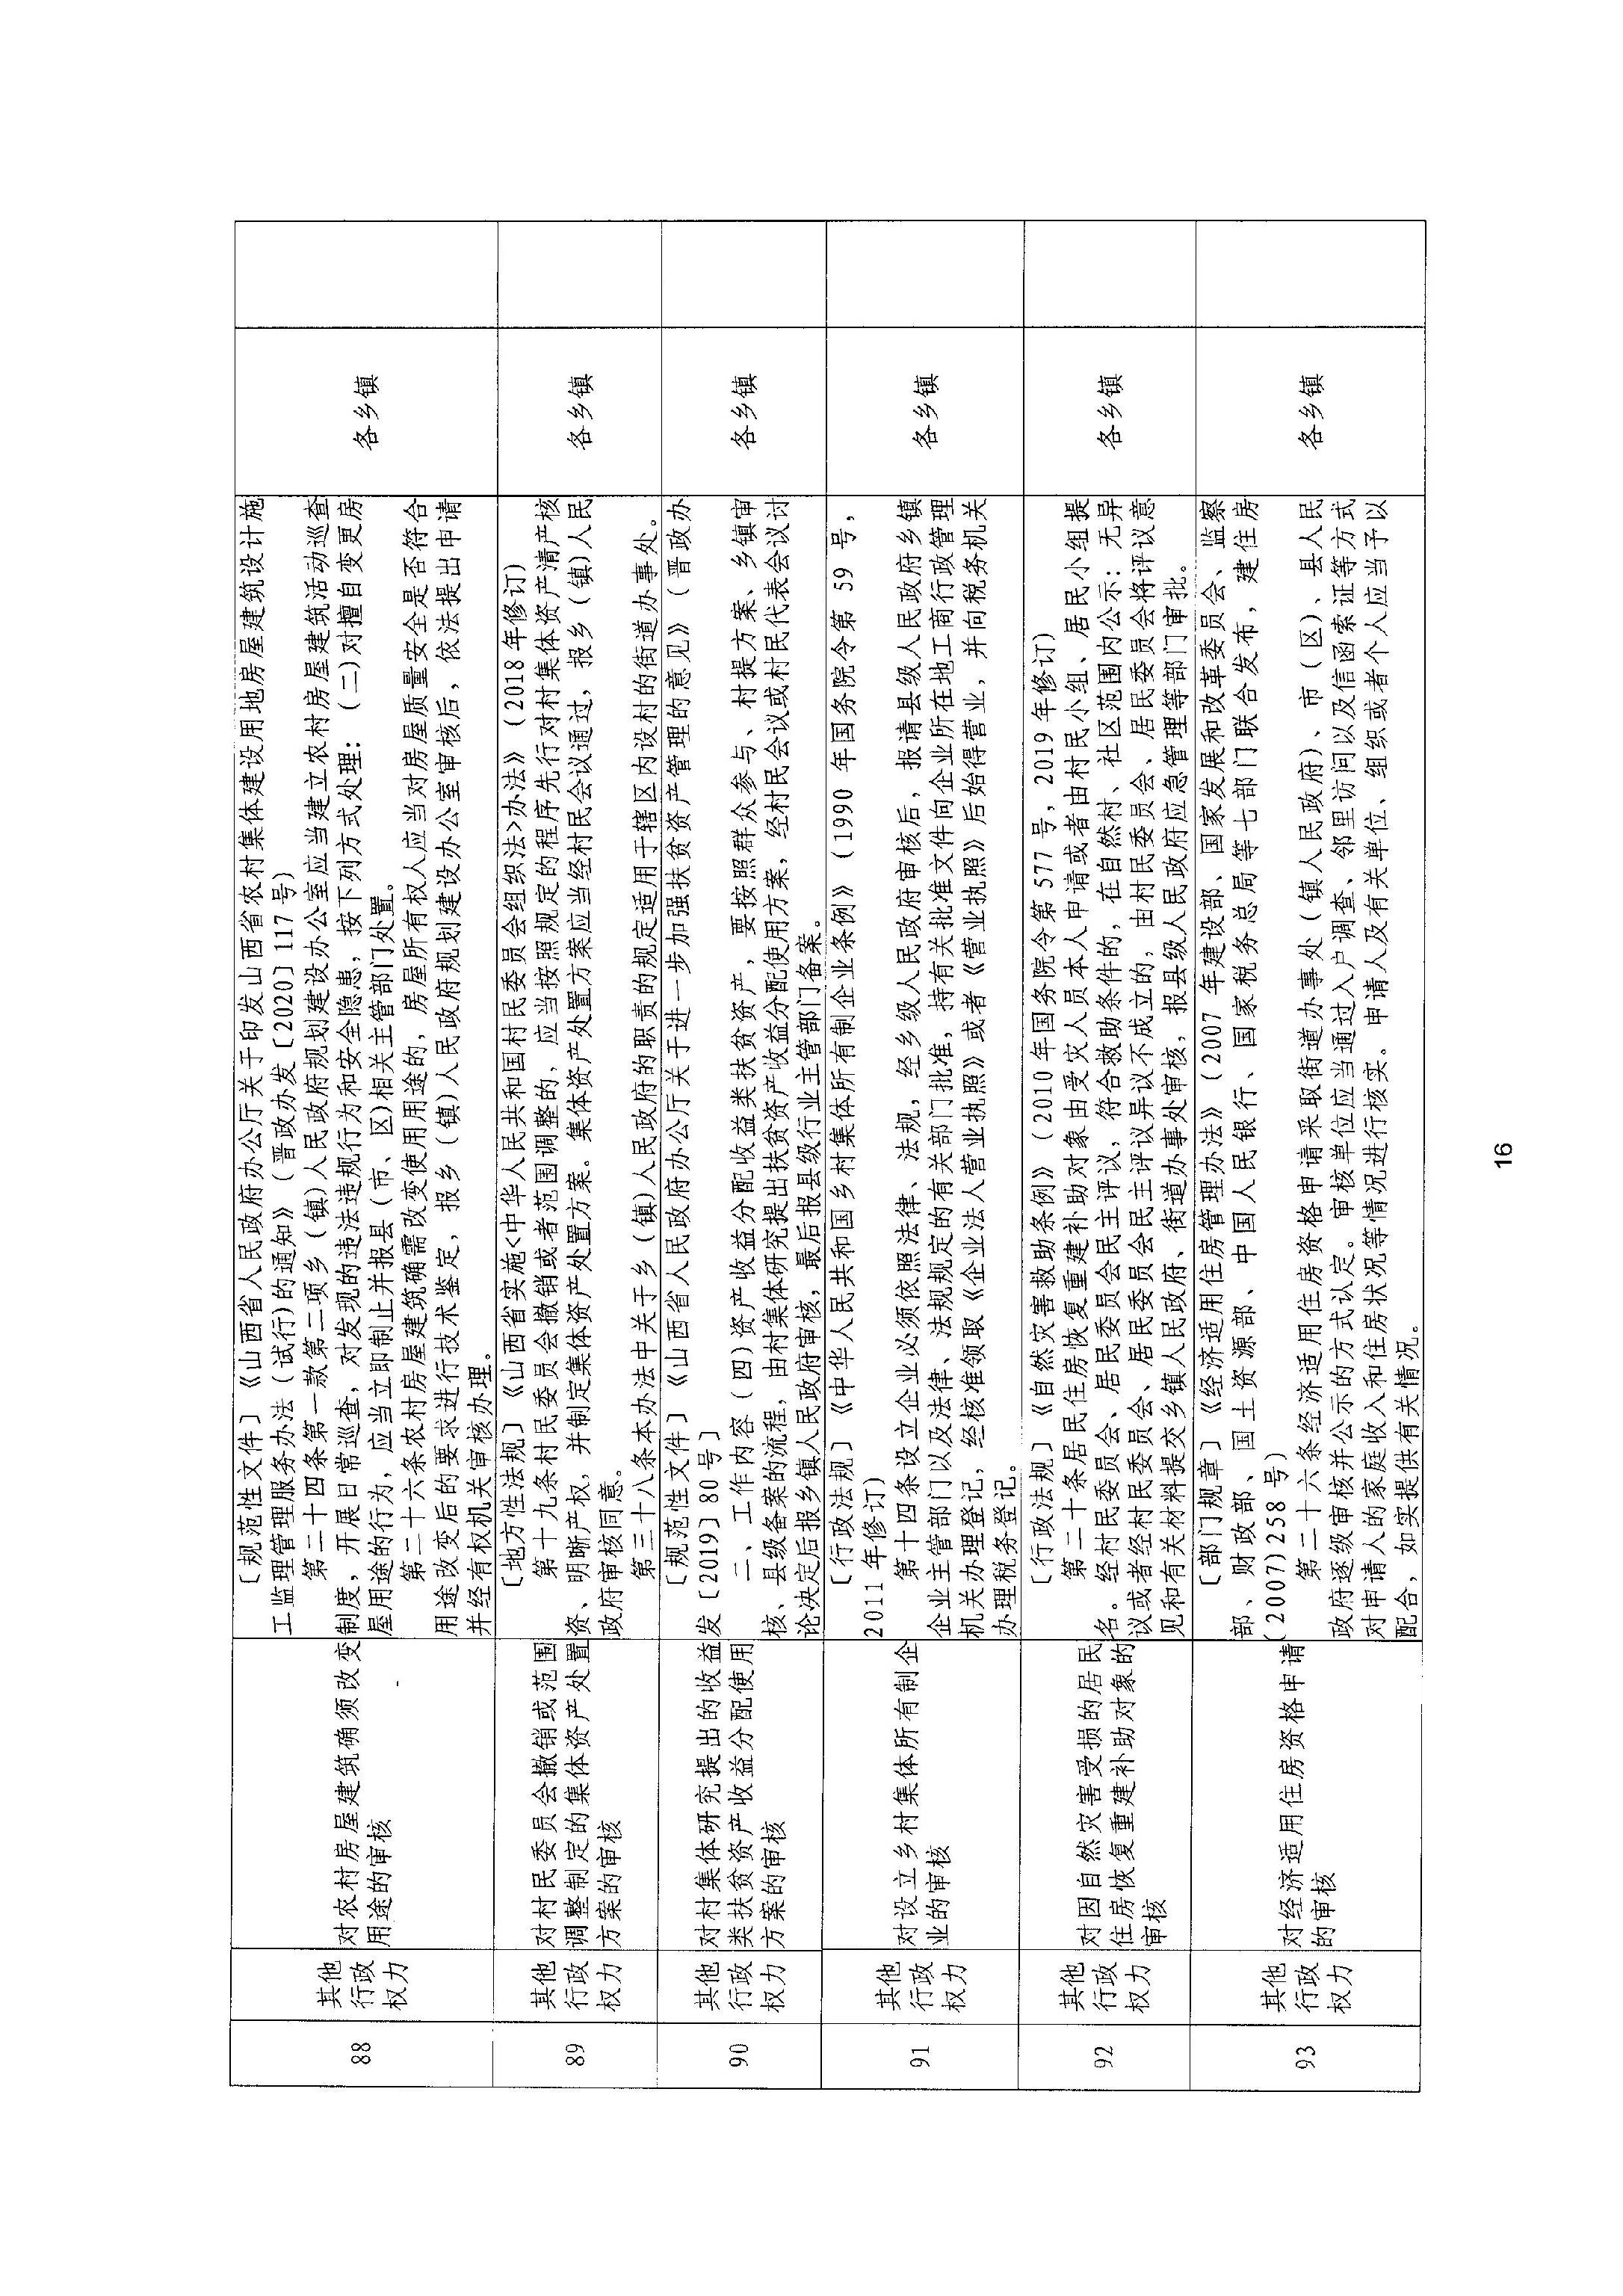 88
其他
行政
权力
对农村房屋建筑确须改变
用途的审核
〔规范性文件〕《山西省人民政府办公厅关于印发山西省农村集体建设用地房屋建筑设计施
工监理管理服务办法（试行)的通知》（晋政办发[2020]117号）
第二十四条第一款第二项乡（镇)人民政府规划建设办公室应当建立农村房屋建筑活动巡查
制度，开展日常巡查，对发现的违法违规行为和安全隐患，按下列方式处理：（二)对擅自变更房
屋用途的行为，应当立即制止并报县（市、区)相关主管部门处置。
第二十六条农村房屋建筑确需改变使用用途的，房屋所有权人应当对房屋质量安全是否符合
用途改变后的要求进行技术鉴定，报乡（镇)人民政府规划建设办公室审核后，依法提出申请
并经有权机关审核办理。
各乡镇
89
其他
行政
权力
对村民委员会撤销或范围
调整制定的集体资产处置
方案的审核
〔地方性法规〕《山西省实施<中华人民共和国村民委员会组织法>办法》（2018年修订)
第十九条村民委员会撤销或者范围调整的，应当按照规定的程序先行对村集体资产清产核
资、明晰产权，并制定集体资产处置方案。集体资产处置方案应当经村民会议通过，报乡（镇)人民
政府审核同意。
第三十八条本办法中关于乡（镇)人民政府的职责的规定适用于辖区内设村的街道办事处。
各乡镇
90
其他
行政
权力
对村集体研究提出的收益
类扶贫资产收益分配使用
方案的审核
〔规范性文件〕《山西省人民政府办公厅关于进一步加强扶贫资产管理的意见》（晋政办
发[2019]80号〕
二、工作内容（四)资产收益分配收益类扶贫资产，要按照群众参与、村提方案、乡镇审
核、县级备案的流程，由村集体研究提出扶贫资产收益分配使用方案，经村民会议或村民代表会议讨
论决定后报乡镇人民政府审核，最后报县级行业主管部门备案。
各乡镇
91
其他
行政
权力
对设立乡村集体所有制企
业的审核
〔行政法规〕《中华人民共和国乡村集体所有制企业条例》（1990年国务院令第59号，
2011年修订)
第十四条设立企业必须依照法律、法规，经乡级人民政府审核后，报请县级人民政府乡镇
企业主管部门以及法律、法规规定的有关部门批准，持有关批准文件向企业所在地工商行政管理
机关办理登记，经核准领取《企业法人营业执照》或者《营业执照》后始得营业，并向税务机关
办理税务登记。
各乡镇
92
其他
行政
权力
对因自然灾害受损的居民
住房恢复重建补助对象的
审核
〔行政法规〕《自然灾害救助条例》（2010年国务院令第577号，2019年修订)
第二十条居民住房恢复重建补助对象由受灾人员本人申请或者由村民小组、居民小组提
名。经村民委员会、居民委员会民主评议，符合救助条件的，在自然村、社区范围内公示；无异
议或者经村民委员会、居民委员会民主评议异议不成立的，由村民委员会、居民委员会将评议意
见和有关材料提交乡镇人民政府、街道办事处审核，报县级人民政府应急管理等部门审批。
各乡镇
93
其他
行政
权力
对经济适用住房资格申请
的审核
〔部门规章〕《经济适用住房管理办法》（2007年建设部、国家发展和改革委员会、监察
部、财政部、国土资源部、中国人民银行、国家税务总局等七部门联合发布，建住房
(2007)258号）
第二十六条经济适用住房资格申请采取街道办事处（镇人民政府)、市（区)、县人民
政府逐级审核并公示的方式认定。审核单位应当通过入户调查、邻里访问以及信函索证等方式
对申请人的家庭收入和住房状况等情况进行核实。申请人及有关单位、组织或者个人应当予以
配合，如实提供有关情况。
各乡镇
16